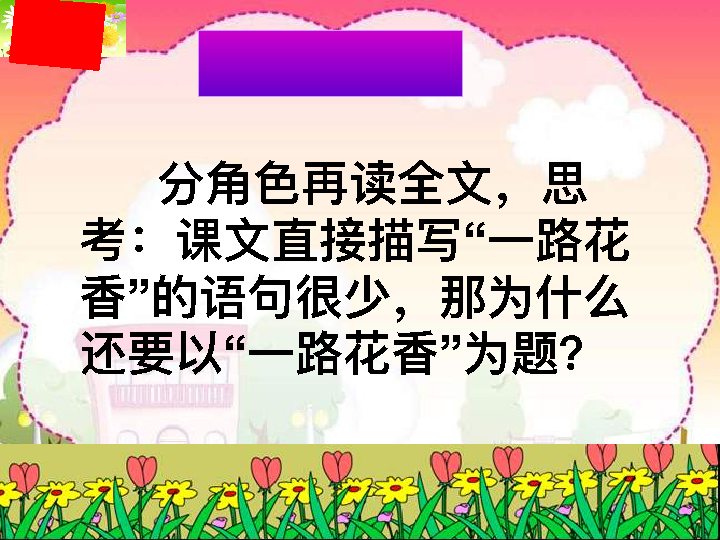 分角色再读全文，思
考：课文直接描写“一路花
香”的语句很少，那为什么
还要以“一路花香”为题？